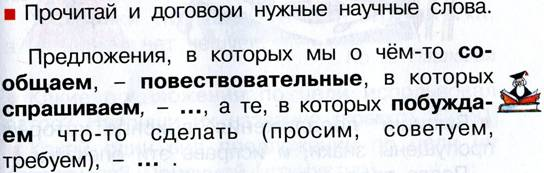 ▪ Прочитай и договори нужные научные слова.
Предложения, в которых мы о чём-то со-
общаем, – повествовательные, в которых
спрашиваем, – ..., а те, в которых побужда-
ем что-то сделать (просим, советуем,
требуем), – ... .